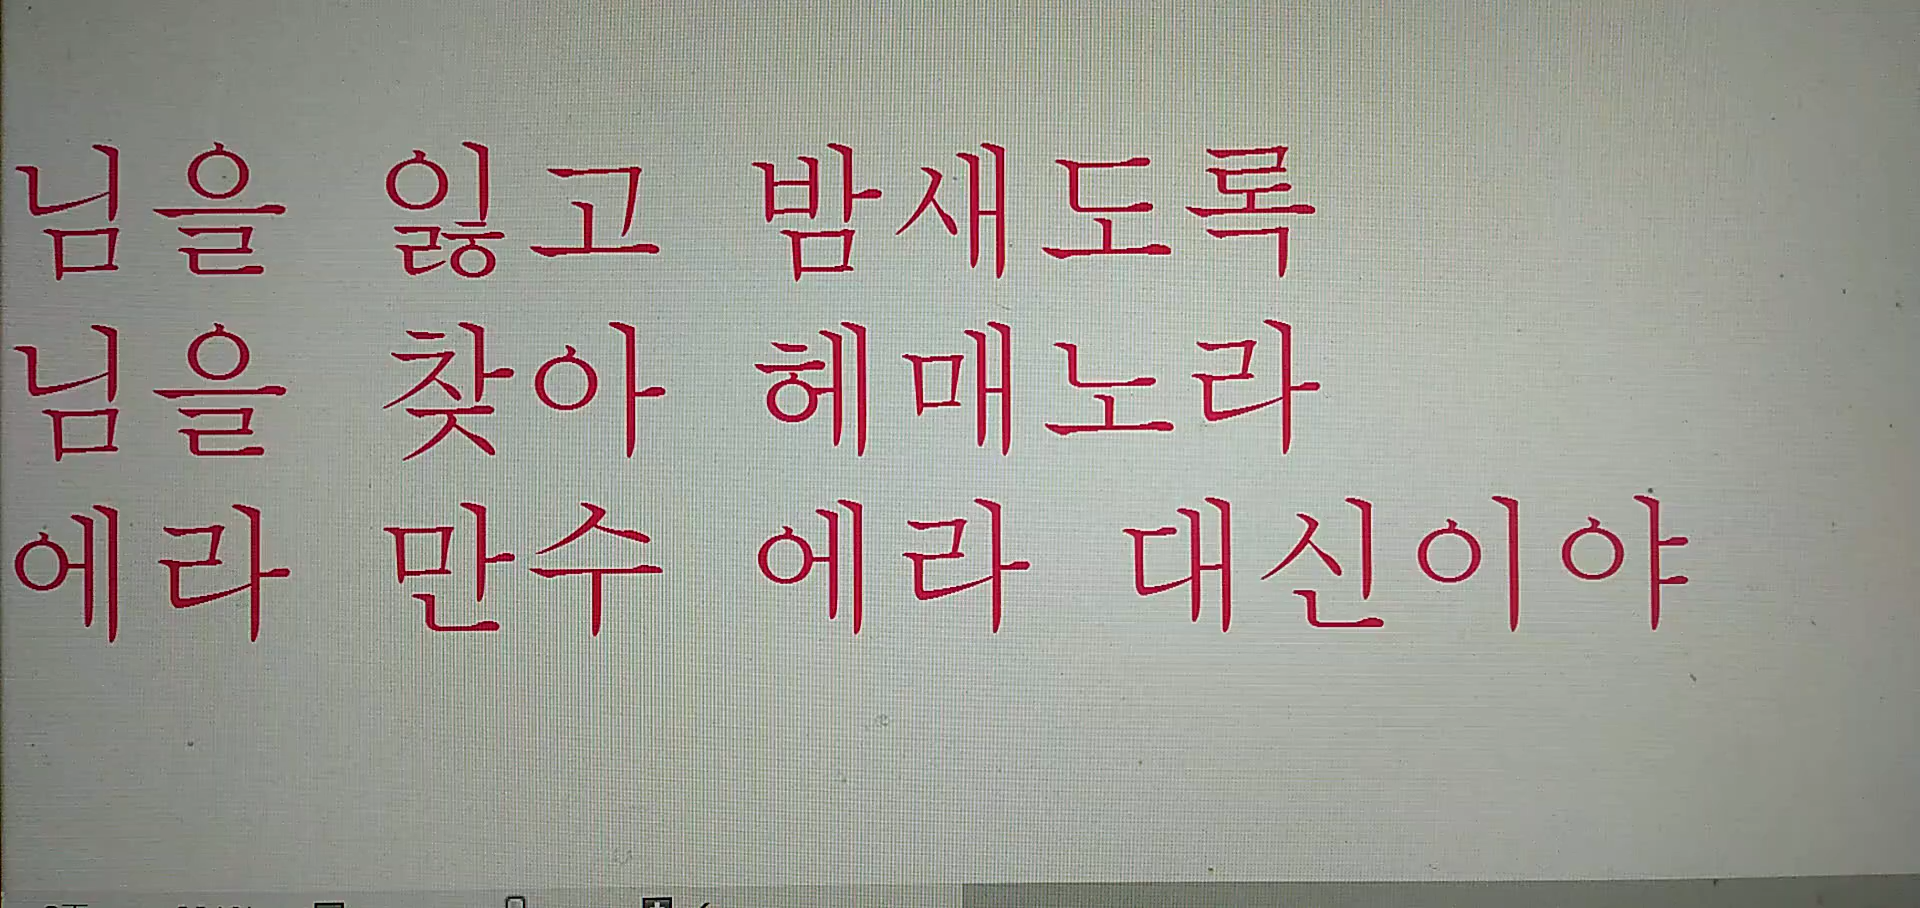 님을 잃고 밤새도록
님을 찾아 헤매노라
에라 만수 에라 대신이야